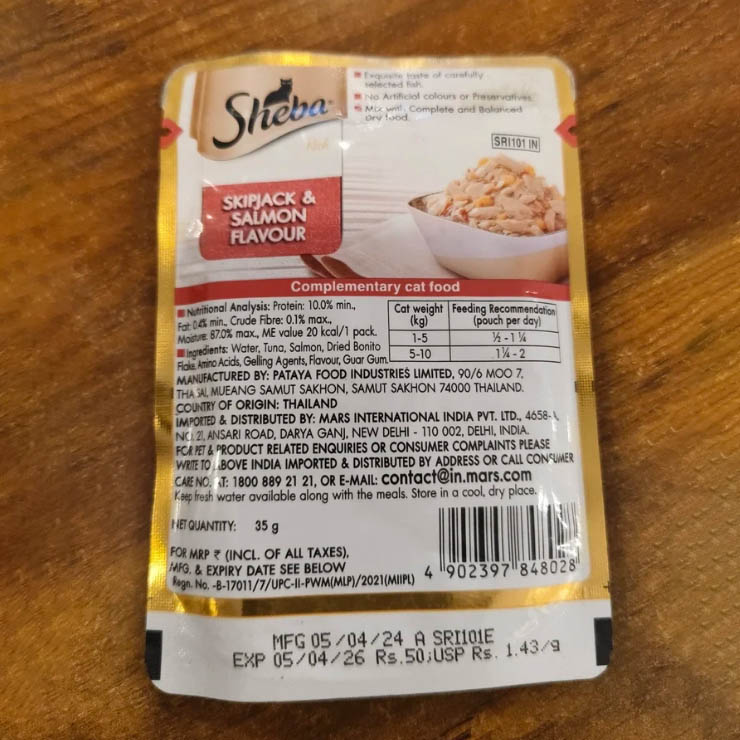 Sheba
Fish
Exquisite taste of carefully
selected fish.
No Artificial colours or Preservatives
Mix with Complete and Balanced
dry food.
SRI101 IN
SKIPJACK &
SALMON
FLAVOUR
Complementary cat food
Nutritional Analysis: Protein: 10.0% min.,
Fat: 0.4% min., Crude Fibre: 0.1% max.,
Moisture: 87.0% max., ME value 20 kcal/1 pack.
Ingredients: Water, Tuna, Salmon, Dried Bonito
Flake, Amino Acids, Gelling Agents, Flavour, Guar Gum.
Cat weight Feeding Recommendation
(kg) (pouch per day)
1-5 ½ - 1 ¼
5-10 1 ¼ - 2
MANUFACTURED BY: PATAYA FOOD INDUSTRIES LIMITED, 90/6 MOO 7,
THA SAI, MUEANG SAMUT SAKHON, SAMUT SAKHON 74000 THAILAND.
COUNTRY OF ORIGIN: THAILAND
IMPORTED & DISTRIBUTED BY: MARS INTERNATIONAL INDIA PVT. LTD., 4658-A,
NO. 21, ANSARI ROAD, DARYA GANJ, NEW DELHI - 110 002, DELHI, INDIA.
FOR PET & PRODUCT RELATED ENQUIRIES OR CONSUMER COMPLAINTS PLEASE
WRITE TO ABOVE INDIA IMPORTED & DISTRIBUTED BY ADDRESS OR CALL CONSUMER
CARE NO. AT: 1800 889 21 21, OR E-MAIL: contact@in.mars.com
Keep fresh water available along with the meals. Store in a cool, dry place.
NET QUANTITY: 35 g
FOR MRP ₹ (INCL. OF ALL TAXES),
MFG. & EXPIRY DATE SEE BELOW
Regn. No. -B-17011/7/UPC-II-PWM(MLP)/2021(MIIPL)
4 902397 848028
MFG 05/04/24 A SRI101E
EXP 05/04/26 Rs.50;USP Rs. 1.43/g